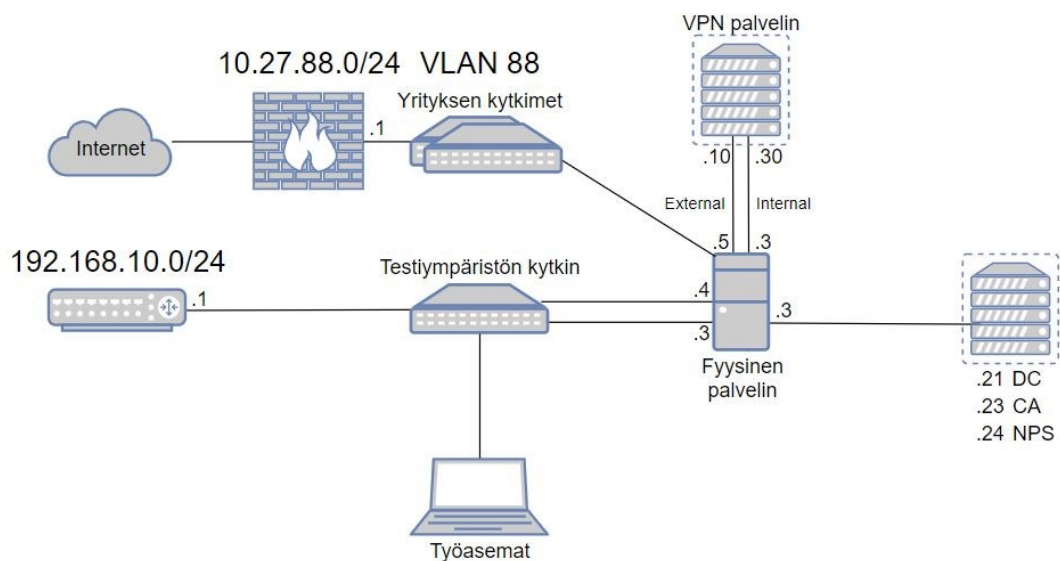 VPN palvelin
10.27.88.0/24 VLAN 88
Yrityksen kytkimet
Internet
.1
.10 .30
External Internal
.5 .3
192.168.10.0/24
Testiympäristön kytkin
.1
.4
.3
.3
Fyysinen
palvelin
.21 DC
.23 CA
.24 NPS
Työasemat